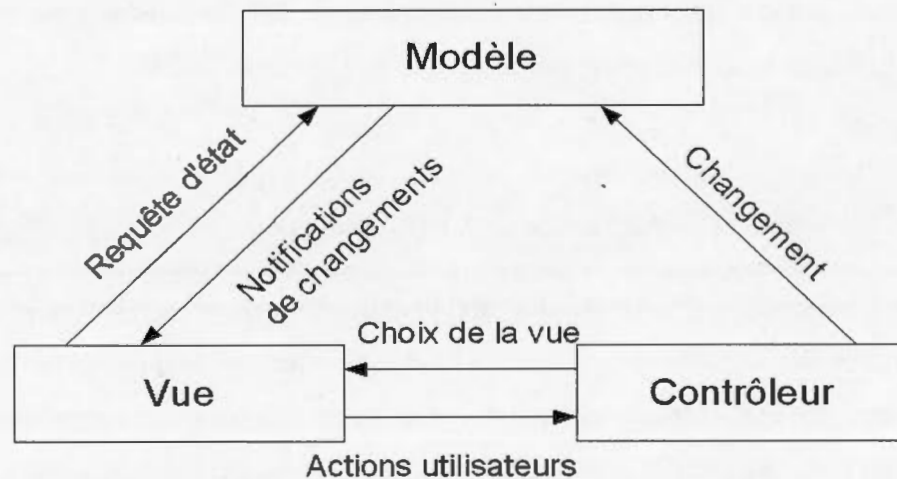 Modèle
Requête d'état
Notifications
de changements
Changement
Choix de la vue
Vue
Contrôleur
Actions utilisateurs